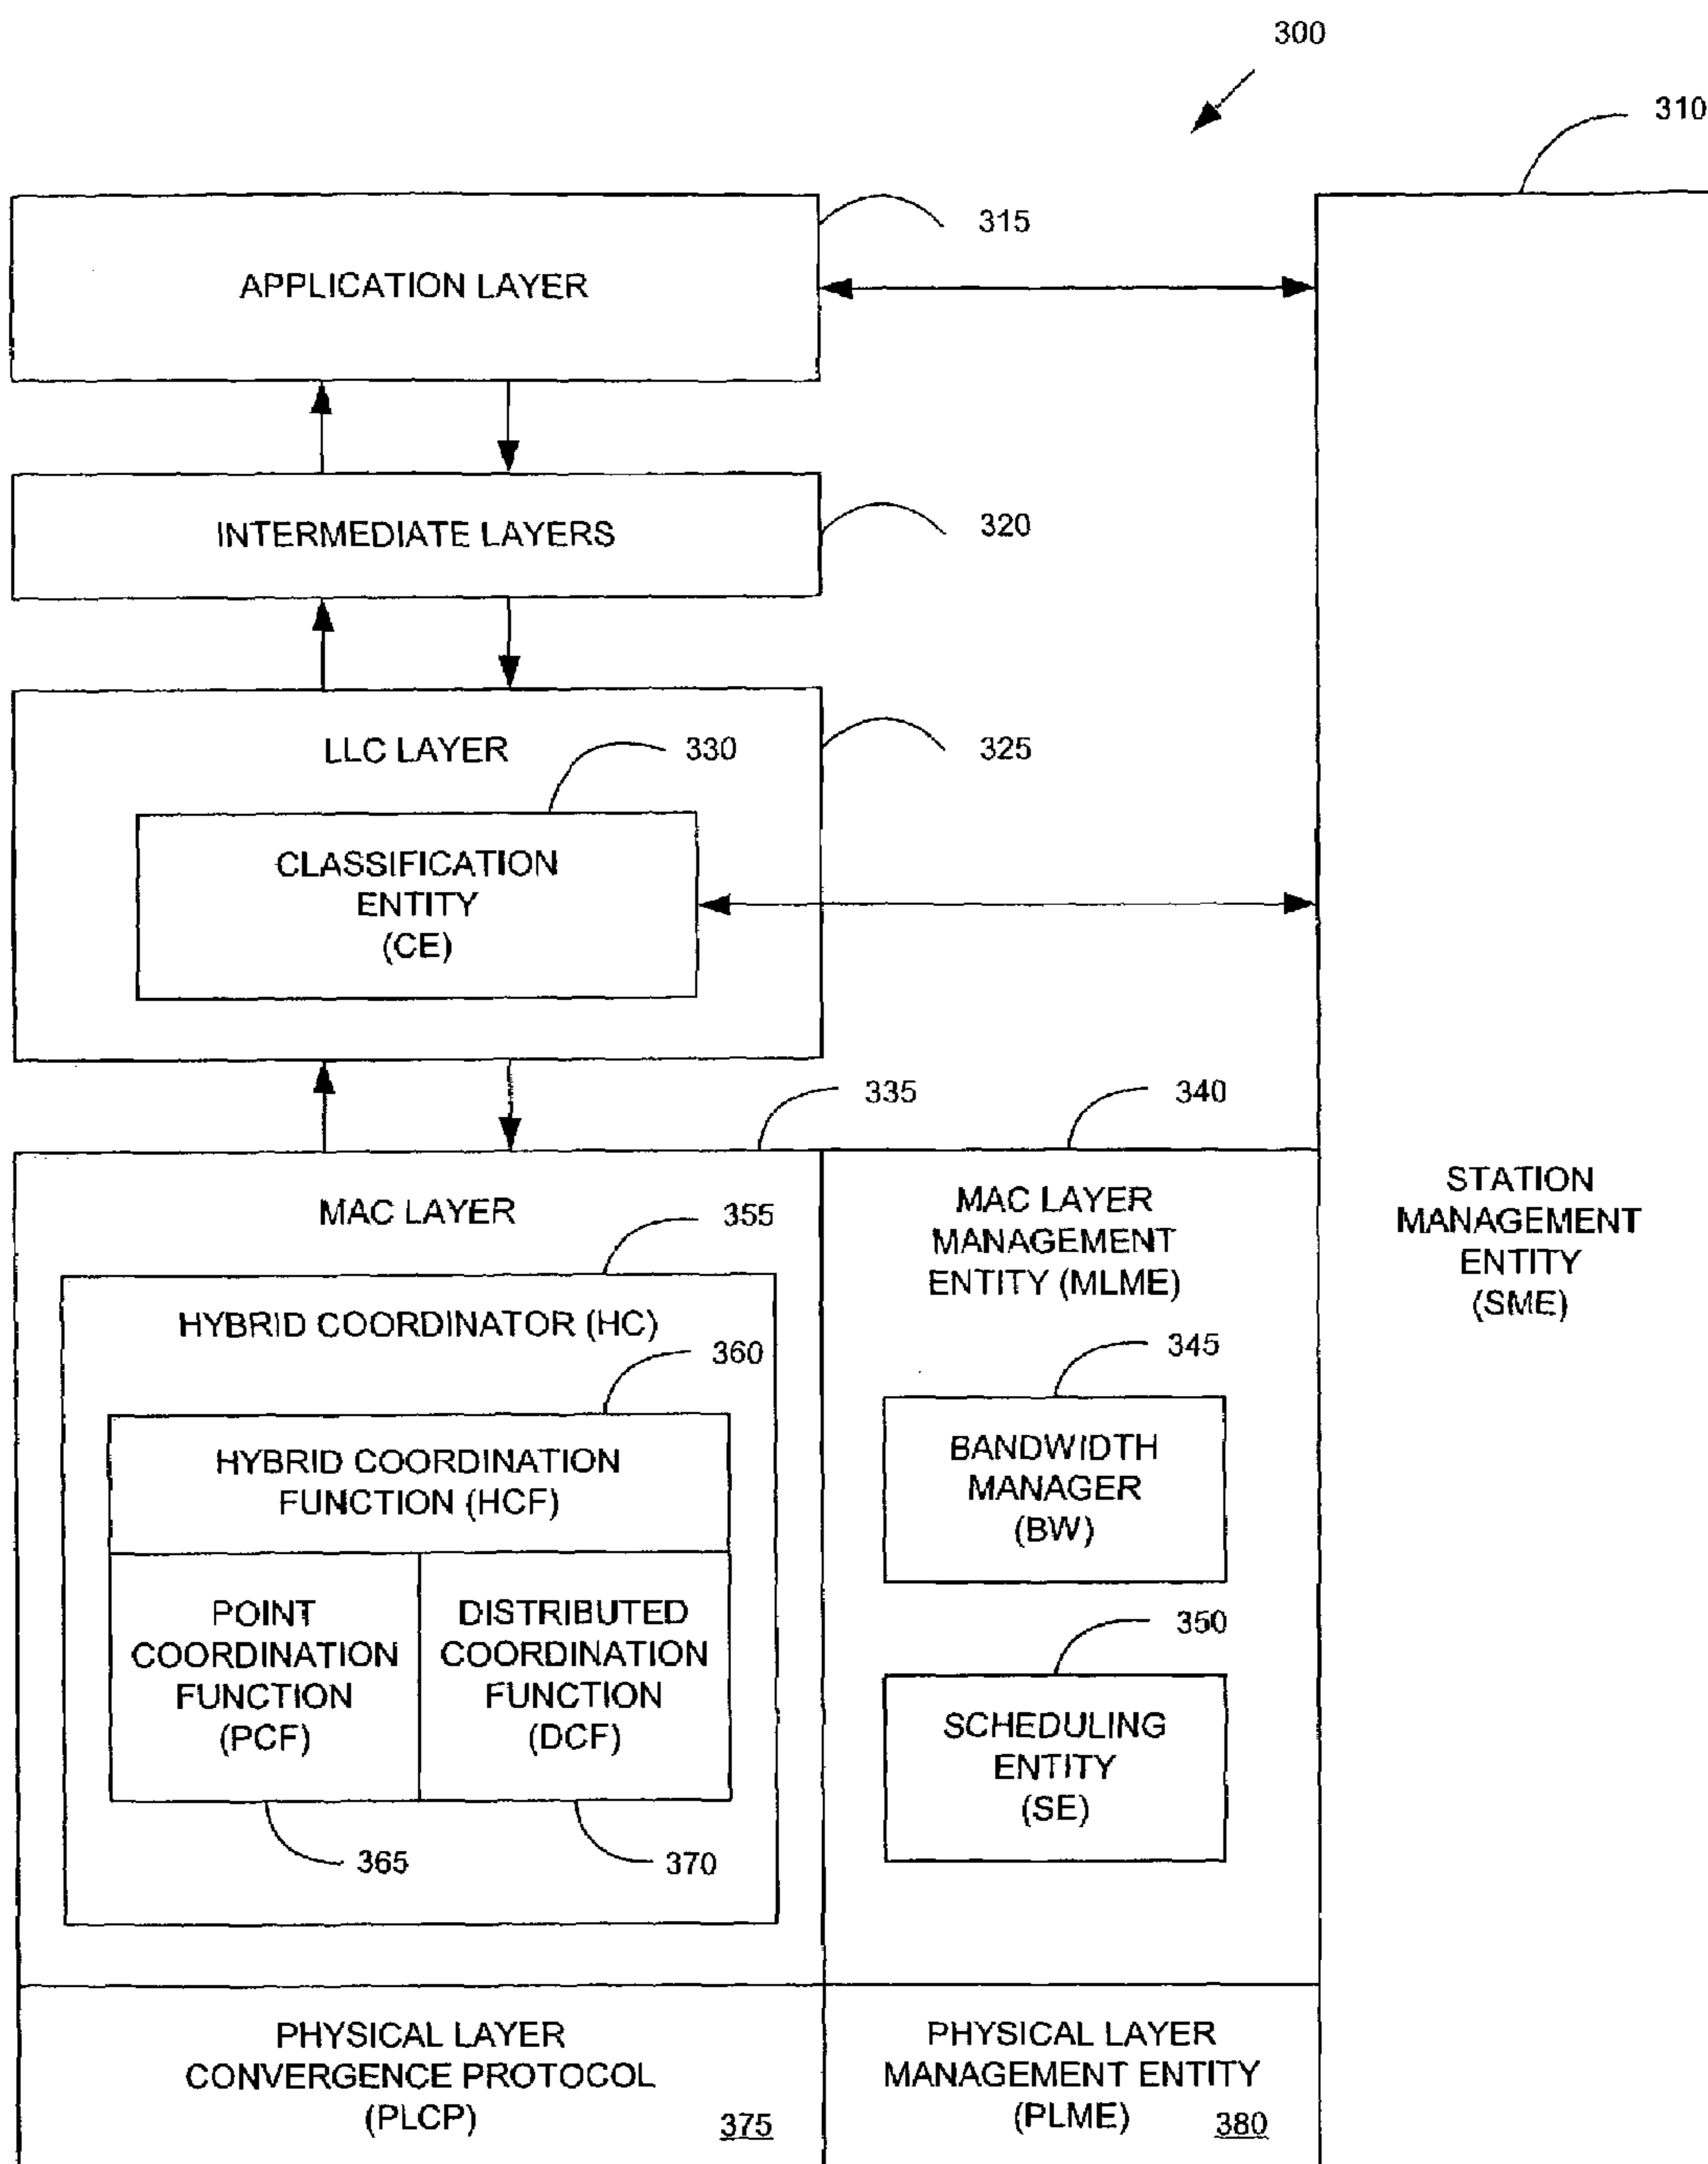 300
310
315
APPLICATION LAYER
INTERMEDIATE LAYERS
320
LLC LAYER
330
325
CLASSIFICATION
ENTITY
(CE)
335
340
MAC LAYER
355
HYBRID COORDINATOR (HC)
360
HYBRID COORDINATION
FUNCTION (HCF)
POINT
COORDINATION
FUNCTION
(PCF)
DISTRIBUTED
COORDINATION
FUNCTION
(DCF)
365
370
MAC LAYER
MANAGEMENT
ENTITY (MLME)
345
BANDWIDTH
MANAGER
(BW)
350
SCHEDULING
ENTITY
(SE)
STATION
MANAGEMENT
ENTITY
(SME)
PHYSICAL LAYER
CONVERGENCE PROTOCOL
(PLCP)
375
PHYSICAL LAYER
MANAGEMENT ENTITY
(PLME)
380